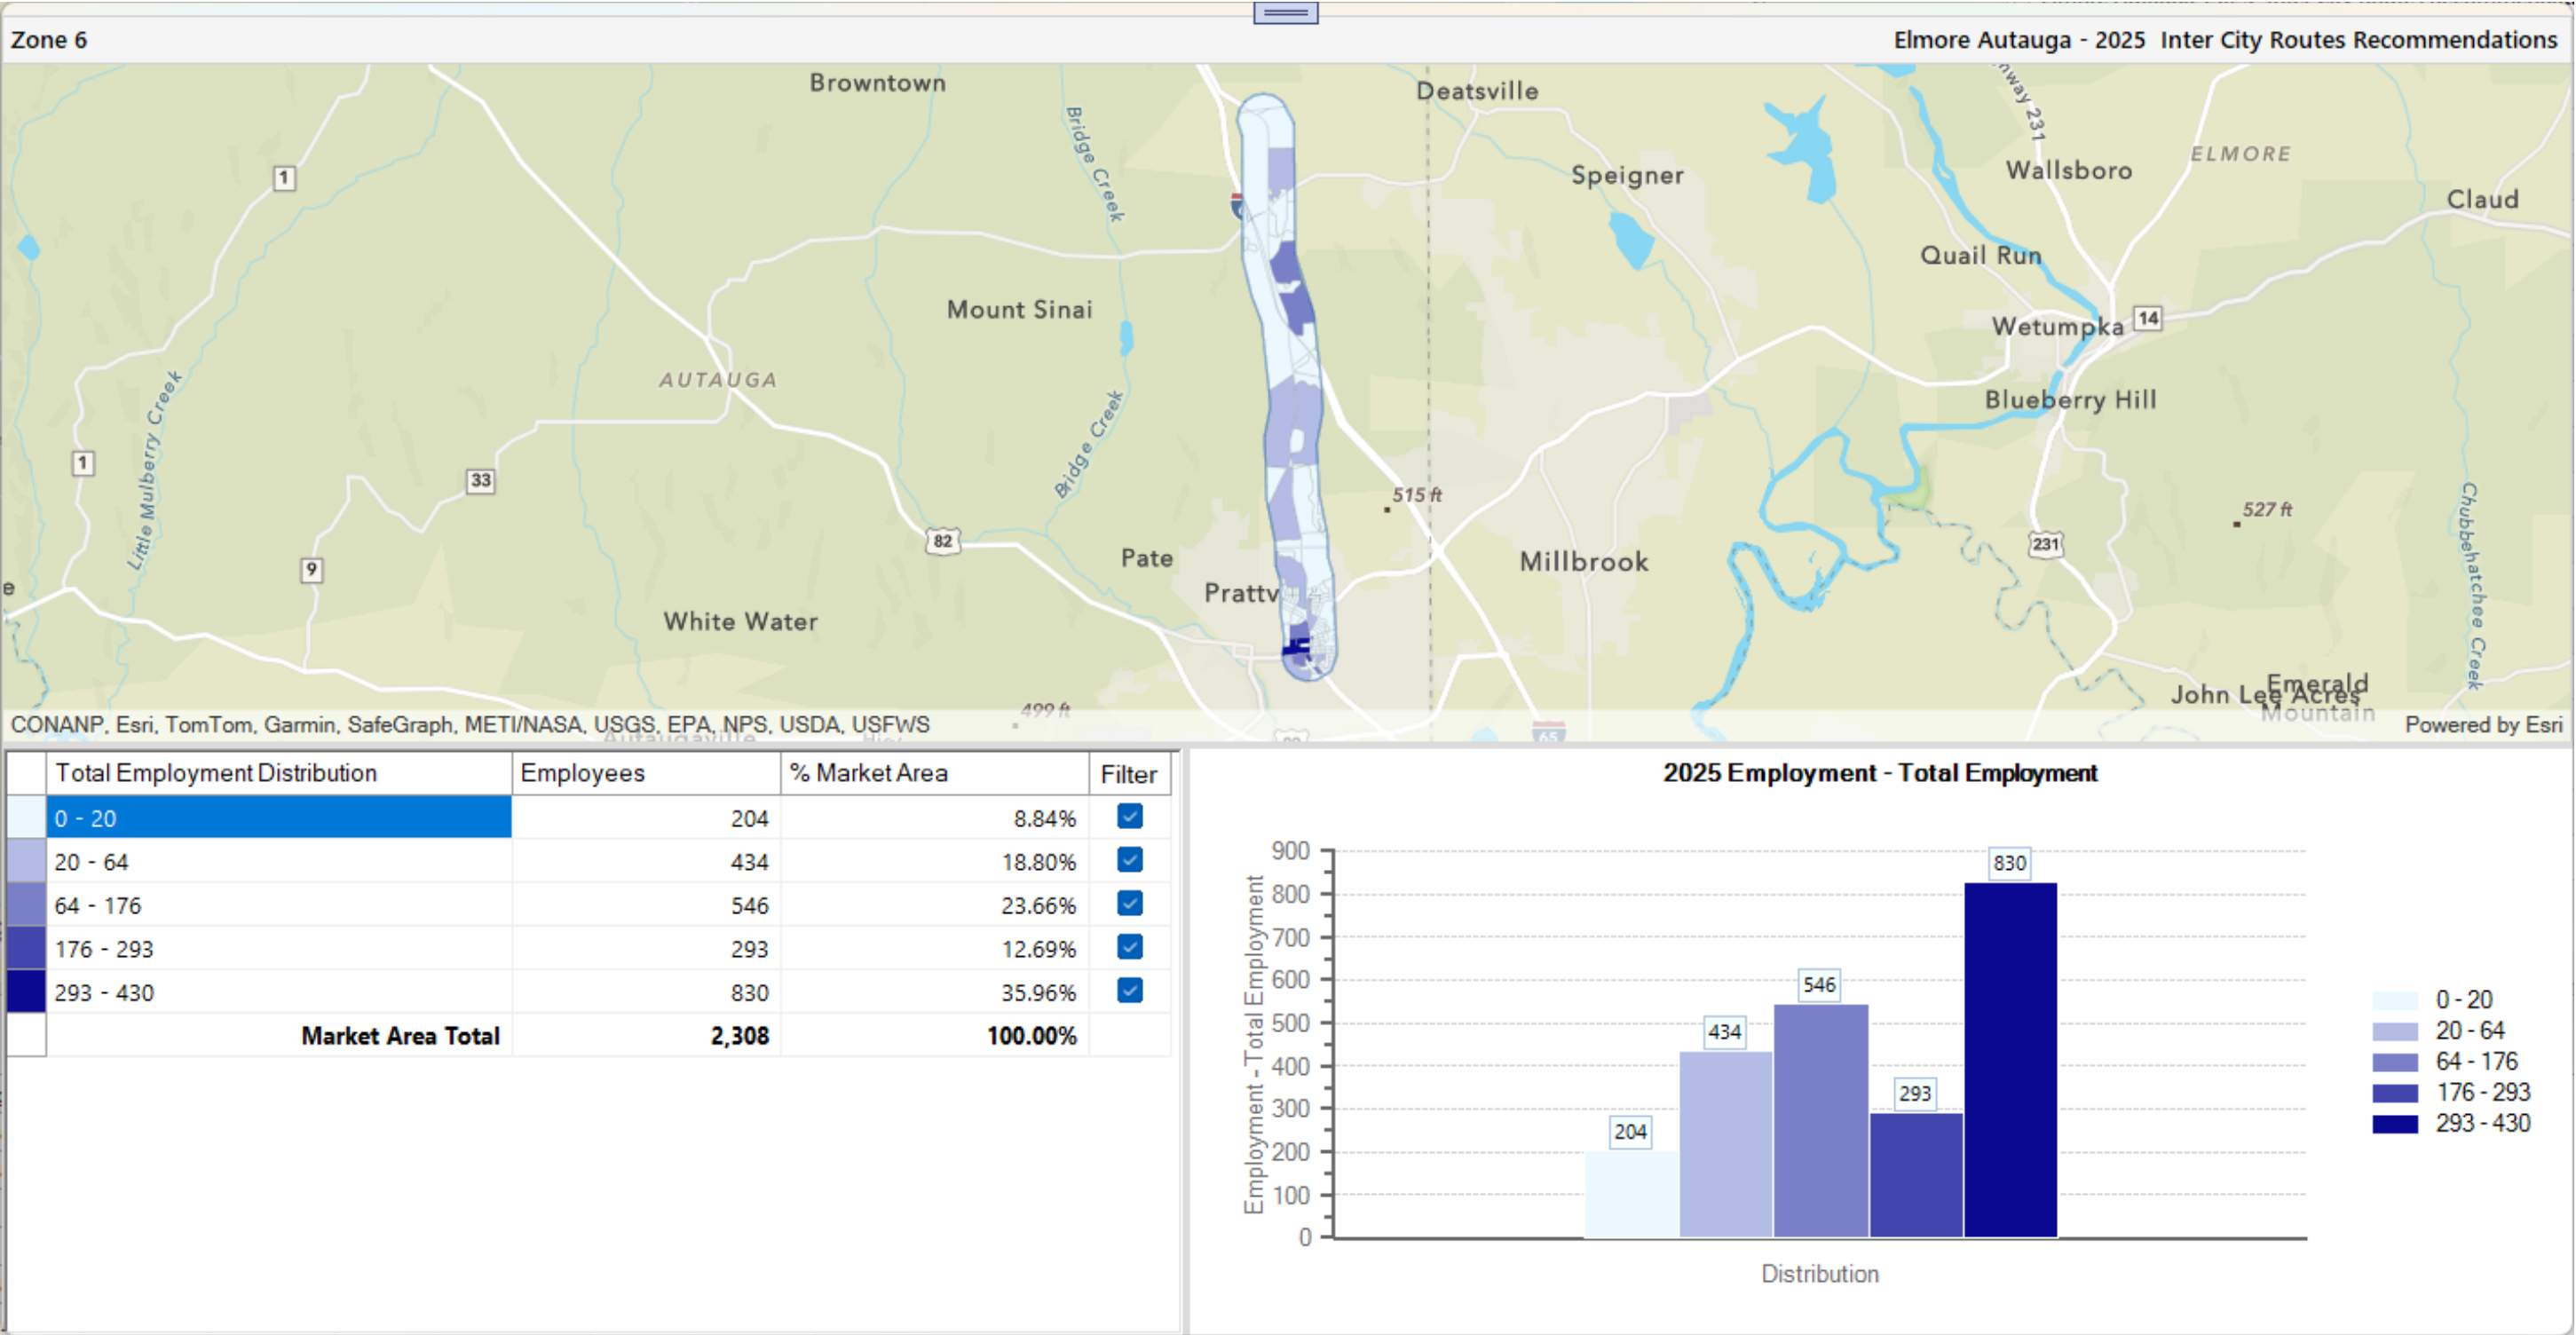 Zone 6
Elmore Autauga - 2025 Inter City Routes Recommendations
Browntown
Deatsville
Bridge Creek
hway 231
ELMORE
Wallsboro
Speigner
1
Claud
Quail Run
Mount Sinai
14
Wetumpka
AUTAUGA
Little Mulberry Creek
Blueberry Hill
Bridge Creek
1
33
515 ft
527 ft
Chubbehatchee Creek
82
231
Pate
Millbrook
9
e
Prattv
White Water
Emerald
John Lee Acres
Mountain
499 ft
CONANP, Esri, TomTom, Garmin, SafeGraph, METI/NASA, USGS, EPA, NPS, USDA, USFWS
Autaugaville
65
Powered by Esri
Total Employment Distribution Employees % Market Area Filter
0 - 20 204 8.84%
20 - 64 434 18.80%
64 - 176 546 23.66%
176 - 293 293 12.69%
293 - 430 830 35.96%
Market Area Total 2,308 100.00%
2025 Employment - Total Employment
Employment - Total Employment
900
800
700
600
500
400
300
200
100
0
204
434
546
293
830
Distribution
0 - 20
20 - 64
64 - 176
176 - 293
293 - 430